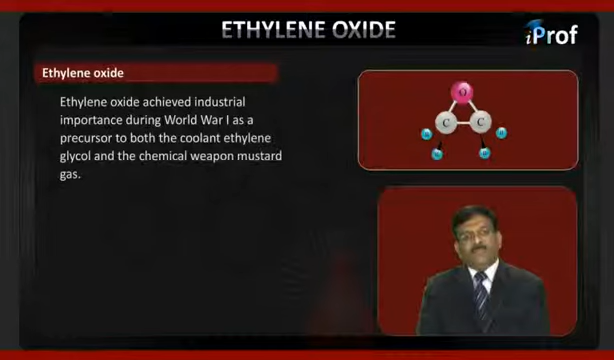 ETHYLENE OXIDE
iProf
Ethylene oxide
Ethylene oxide achieved industrial
importance during World War I as a
precursor to both the coolant ethylene
glycol and the chemical weapon mustard
gas.
O
C C